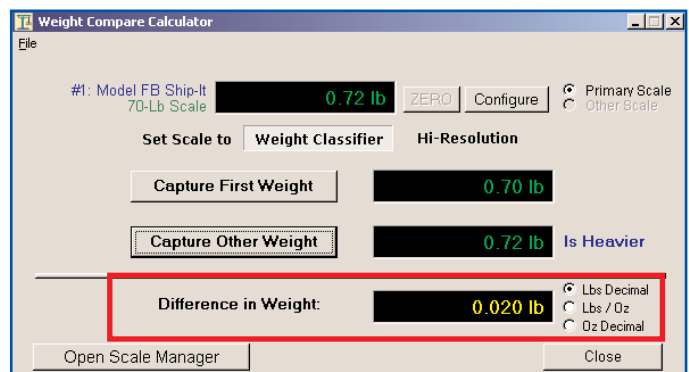 Weight Compare Calculator
File
#1: Model FB Ship-It
70-Lb Scale
0.72 lb
ZERO
Configure
Primary Scale
Other Scale
Set Scale to
Weight Classifier
Hi-Resolution
Capture First Weight
0.70 lb
Capture Other Weight
0.72 lb
Is Heavier
Difference in Weight:
0.020 lb
Lbs Decimal
Lbs / Oz
Oz Decimal
Open Scale Manager
Close